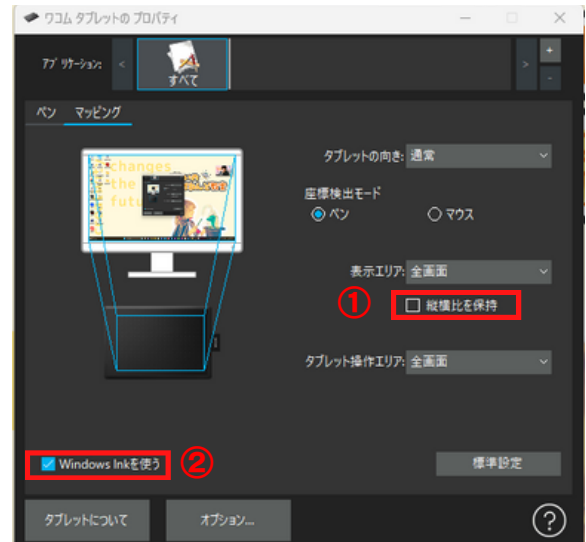 ワコム タブレットの プロパティ
アプリケーション:
<
すべて
>
+
-
ペン マッピング
changes
the
futu
タブレットの向き: 通常
座標検出モード
ペン マウス
表示エリア: 全画面
① 縦横比を保持
タブレット操作エリア: 全画面
Windows Inkを使う ②
標準設定
タブレットについて オプション...
?